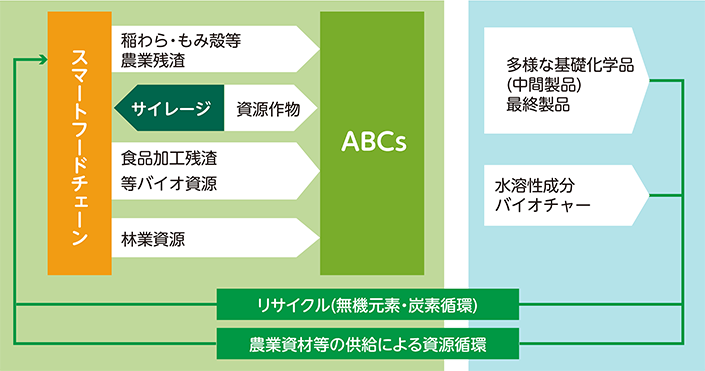 スマートフードチェーン
稲わら・もみ殻等
農業残渣
サイレージ
資源作物
食品加工残渣
等バイオ資源
林業資源
ABCs
多様な基礎化学品
(中間製品)
最終製品
水溶性成分
バイオチャー
リサイクル(無機元素・炭素循環)
農業資材等の供給による資源循環